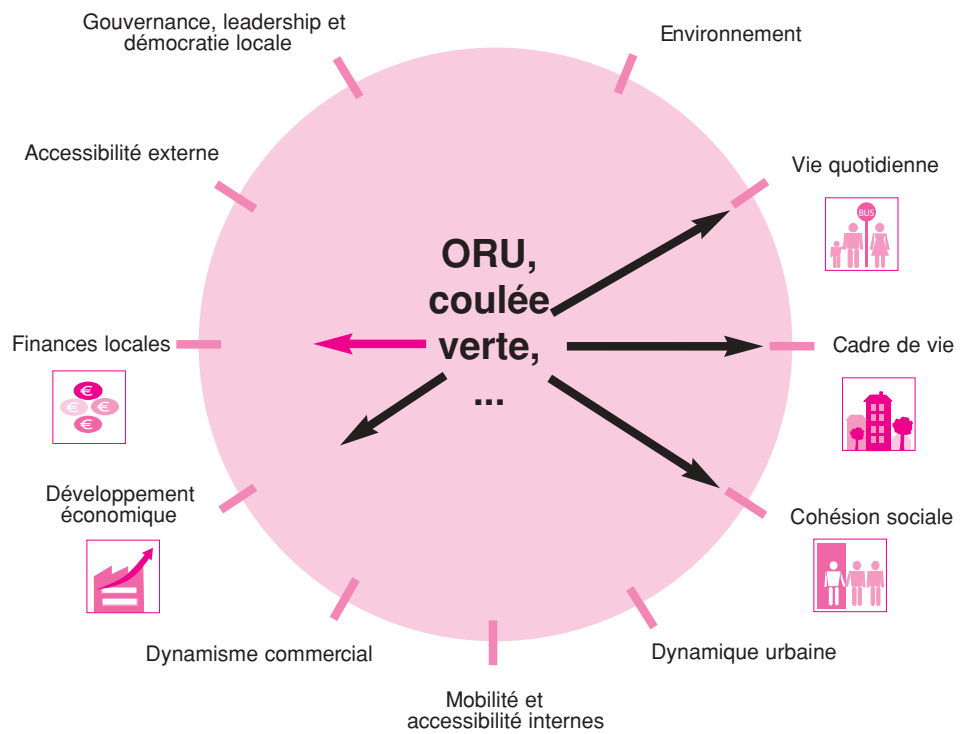 Gouvernance, leadership et
démocratie locale
Environnement
Accessibilité externe
Vie quotidienne
BUS
ORU,
coulée
verte,
...
Finances locales
Cadre de vie
€
€
€
€
Développement
économique
Cohésion sociale
Dynamisme commercial
Dynamique urbaine
Mobilité et
accessibilité internes